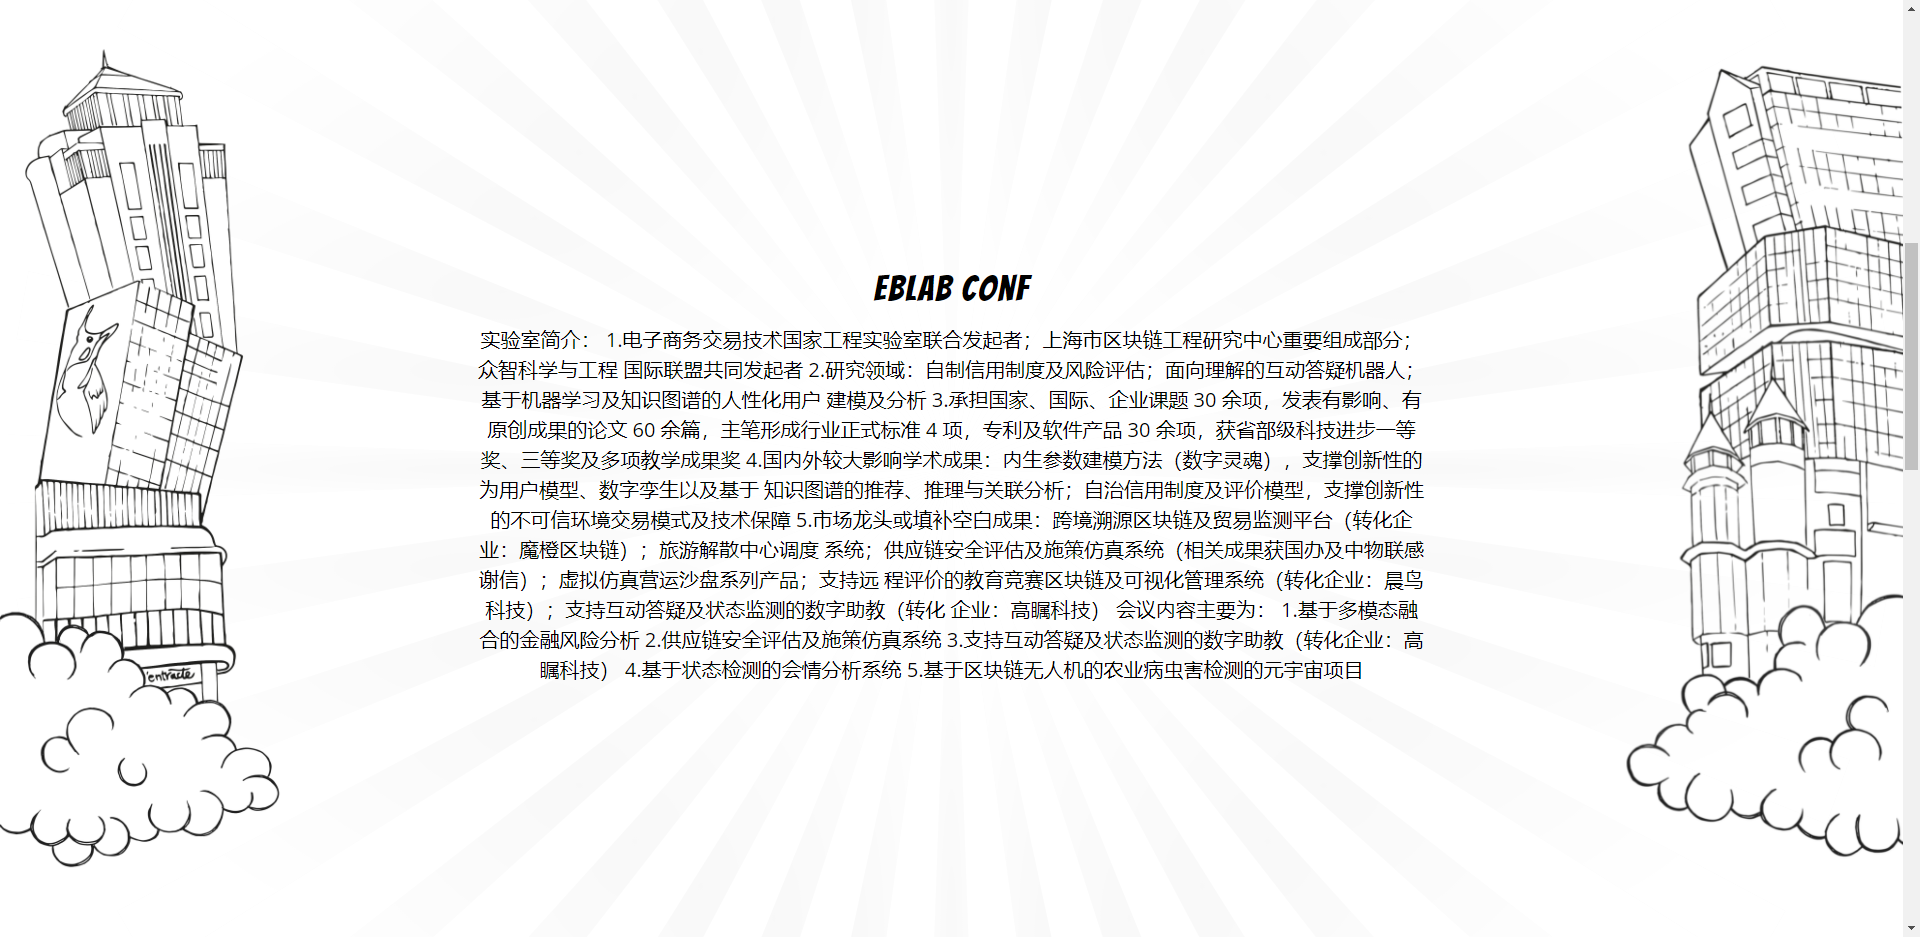 EBLAB CONF
实验室简介： 1.电子商务交易技术国家工程实验室联合发起者；上海市区块链工程研究中心重要组成部分；
众智科学与工程 国际联盟共同发起者 2.研究领域：自制信用制度及风险评估；面向理解的互动答疑机器人；
基于机器学习及知识图谱的人性化用户 建模及分析 3.承担国家、国际、企业课题 30 余项，发表有影响、有
原创成果的论文 60 余篇，主笔形成行业正式标准 4 项，专利及软件产品 30 余项，获省部级科技进步一等
奖、三等奖及多项教学成果奖 4.国内外较大影响学术成果：内生参数建模方法（数字灵魂），支撑创新性的
为用户模型、数字孪生以及基于 知识图谱的推荐、推理与关联分析；自治信用制度及评价模型，支撑创新性
的不可信环境交易模式及技术保障 5.市场龙头或填补空白成果：跨境溯源区块链及贸易监测平台（转化企
业：魔橙区块链）；旅游解散中心调度 系统；供应链安全评估及施策仿真系统（相关成果获国办及中物联感
谢信）；虚拟仿真营运沙盘系列产品；支持远 程评价的教育竞赛区块链及可视化管理系统（转化企业：晨鸟
科技）；支持互动答疑及状态监测的数字助教（转化 企业：高瞩科技） 会议内容主要为： 1.基于多模态融
合的金融风险分析 2.供应链安全评估及施策仿真系统 3.支持互动答疑及状态监测的数字助教（转化企业：高
瞩科技） 4.基于状态检测的会情分析系统 5.基于区块链无人机的农业病虫害检测的元宇宙项目
entracte